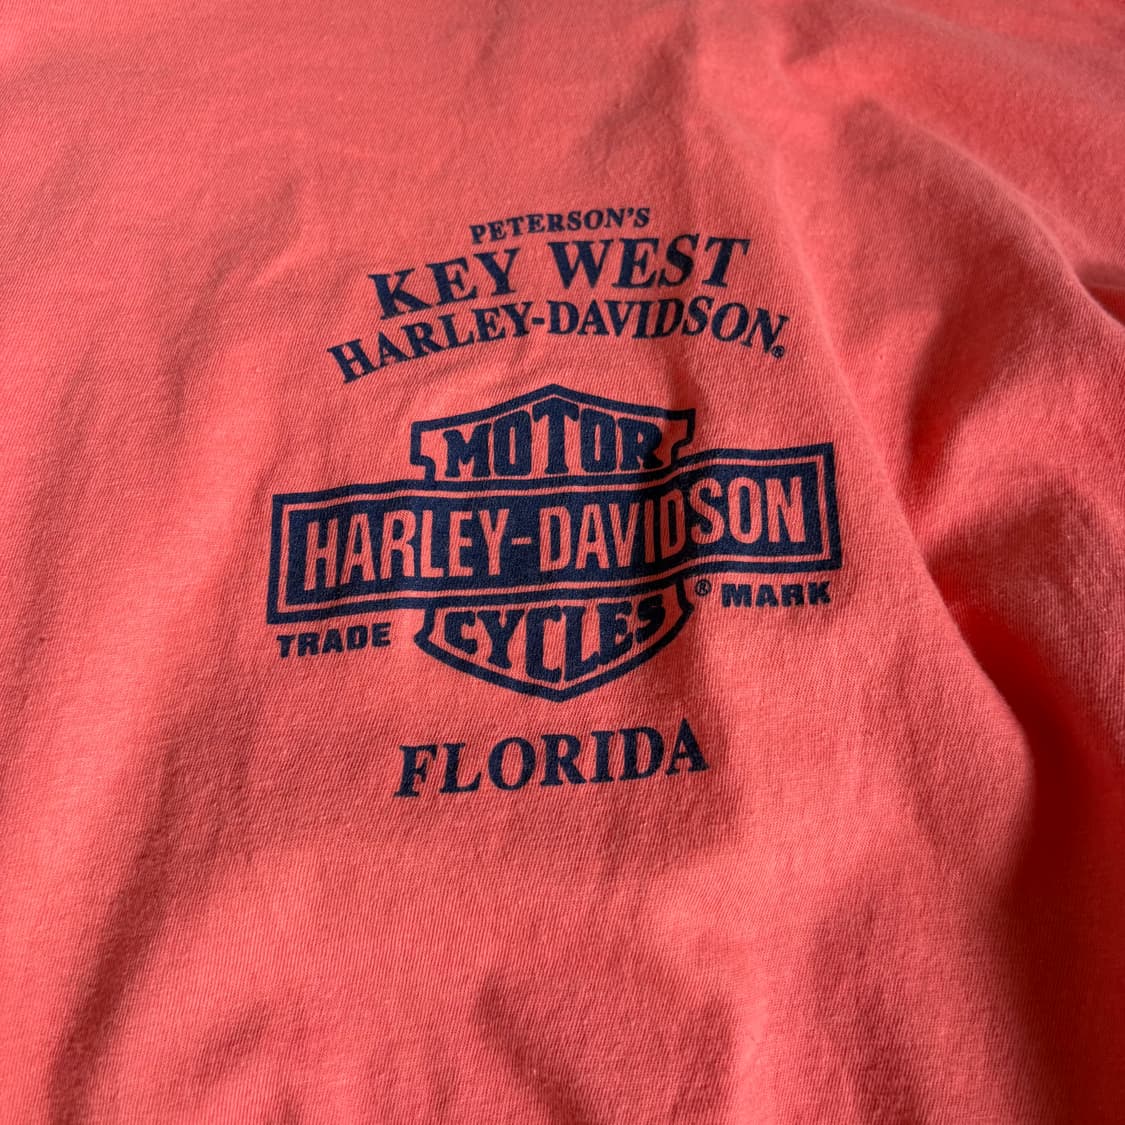 PETERSON'S
KEY WEST
HARLEY-DAVIDSON®
MOTOR
HARLEY-DAVIDSON
CYCLES
TRADE ® MARK
FLORIDA